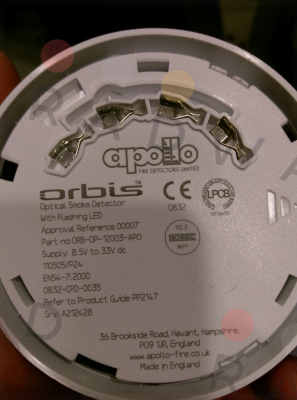 apollo
FIRE DETECTORS LIMITED
orbis™
CE
0832
LPCB
Optical Smoke Detector
With Flashing LED
Approval Reference:00007
Part no:ORB-OP-12003-APO
Supply: 8.5V to 33V dc
110505/P24
EN54-7:2000
0832-CPD-0035
Refer to Product Guide PP2147
Srv: A212428
36 Brookside Road, Havant, Hampshire,
PO9 1JR, England
www.apollo-fire.co.uk
Made in England